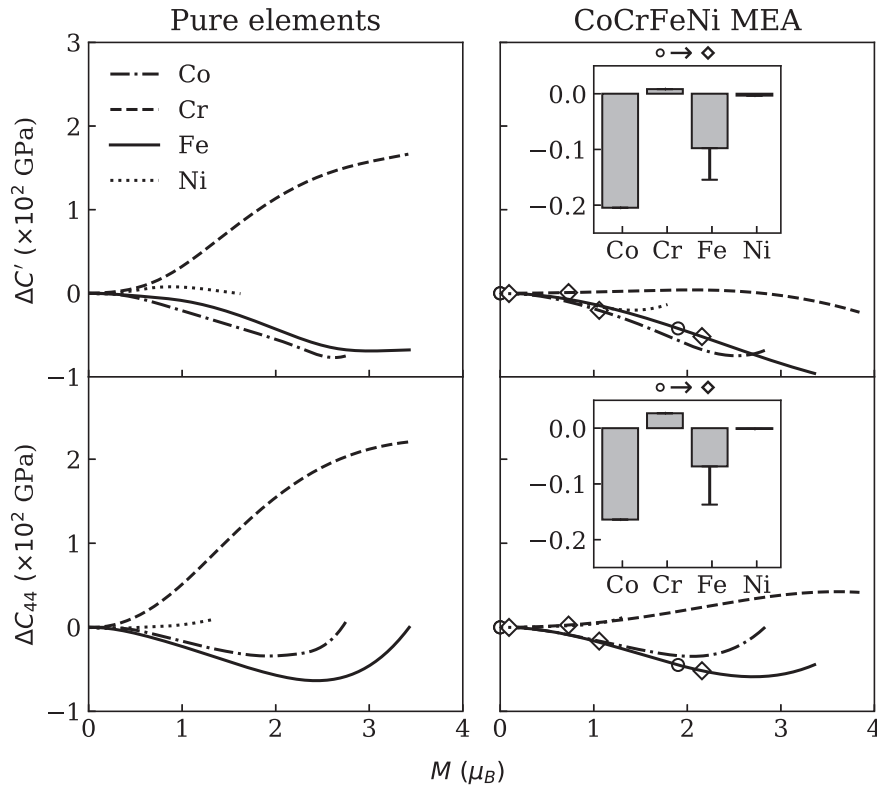 Pure elements
CoCrFeNi MEA
3
2
1
0
−1
ΔC′ (×10² GPa)
Co
Cr
Fe
Ni
0.0
−0.1
−0.2
Co Cr Fe Ni
2
1
0
−1
ΔC₄₄ (×10² GPa)
0.0
−0.1
−0.2
Co Cr Fe Ni
0 1 2 3 4
0 1 2 3 4
M (μ_B)